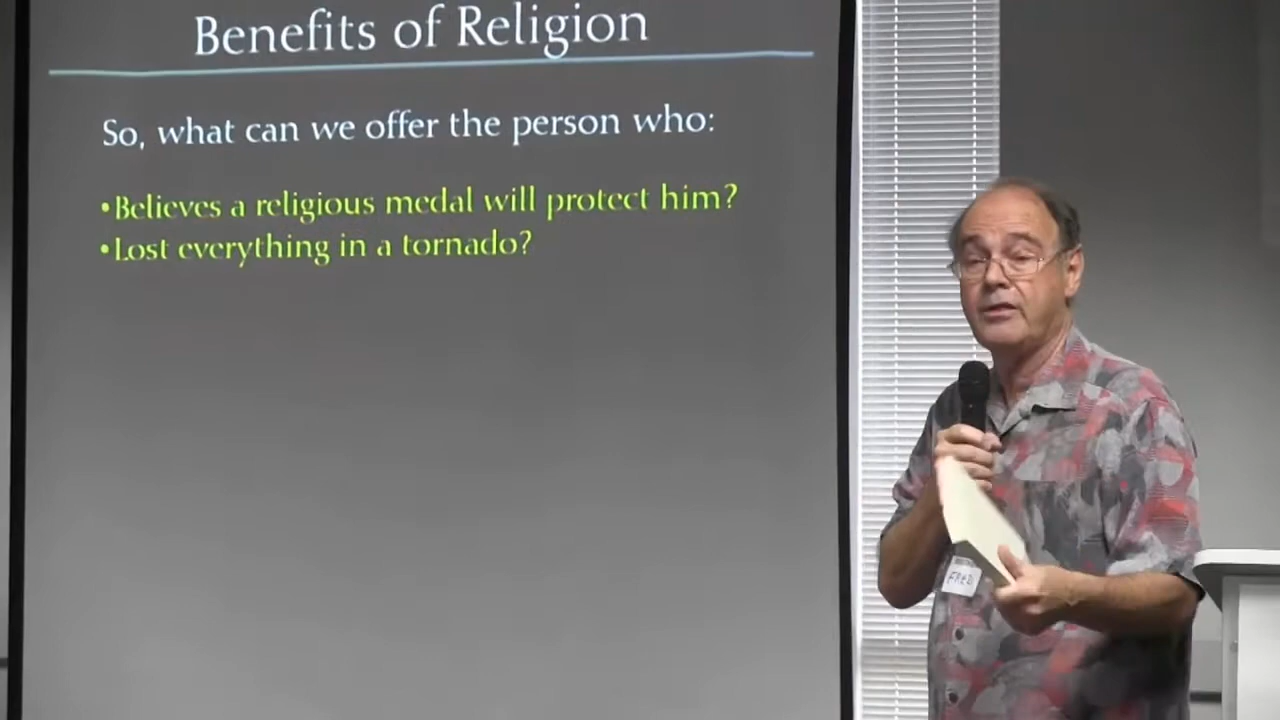 Benefits of Religion
So, what can we offer the person who:
•Believes a religious medal will protect him?
•Lost everything in a tornado?
FRED